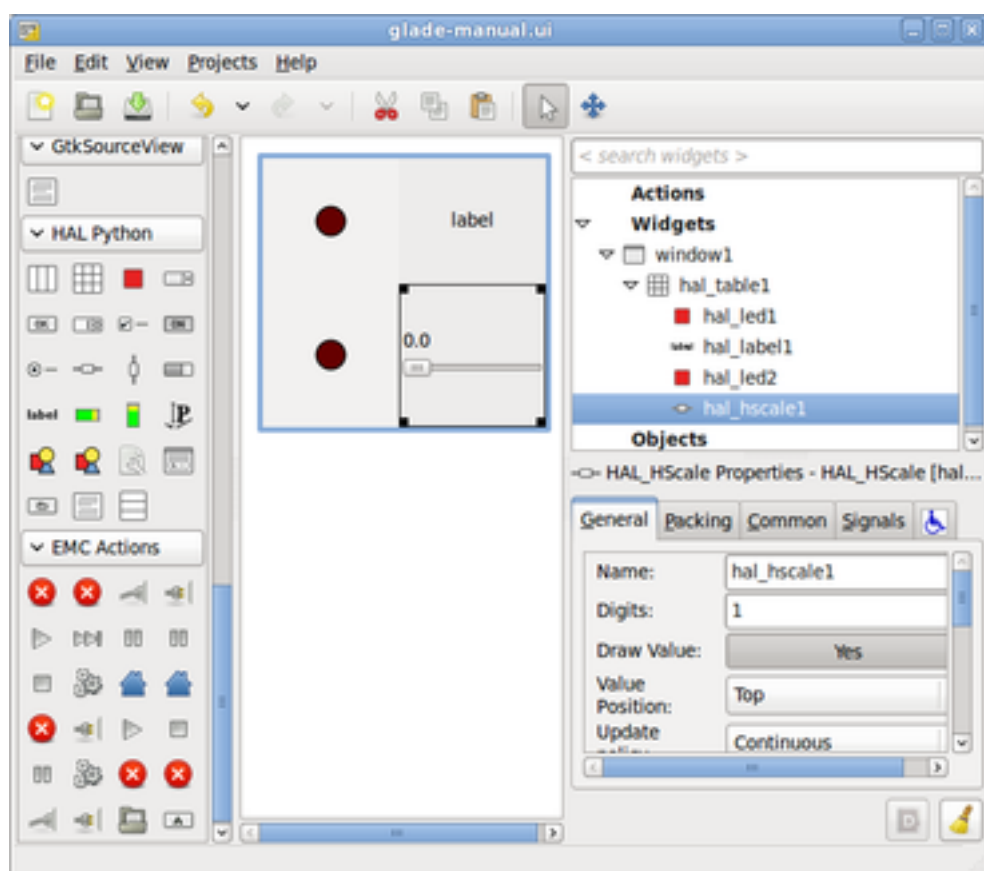 glade-manual.ui
File Edit View Projects Help
GtkSourceView
HAL Python
label
EMC Actions
label
0.0
< search widgets >
Actions
Widgets
window1
hal_table1
hal_led1
label hal_label1
hal_led2
hal_hscale1
Objects
HAL_HScale Properties - HAL_HScale [hal...
General Packing Common Signals
Name: hal_hscale1
Digits: 1
Draw Value: Yes
Value
Position: Top
Update
policy Continuous